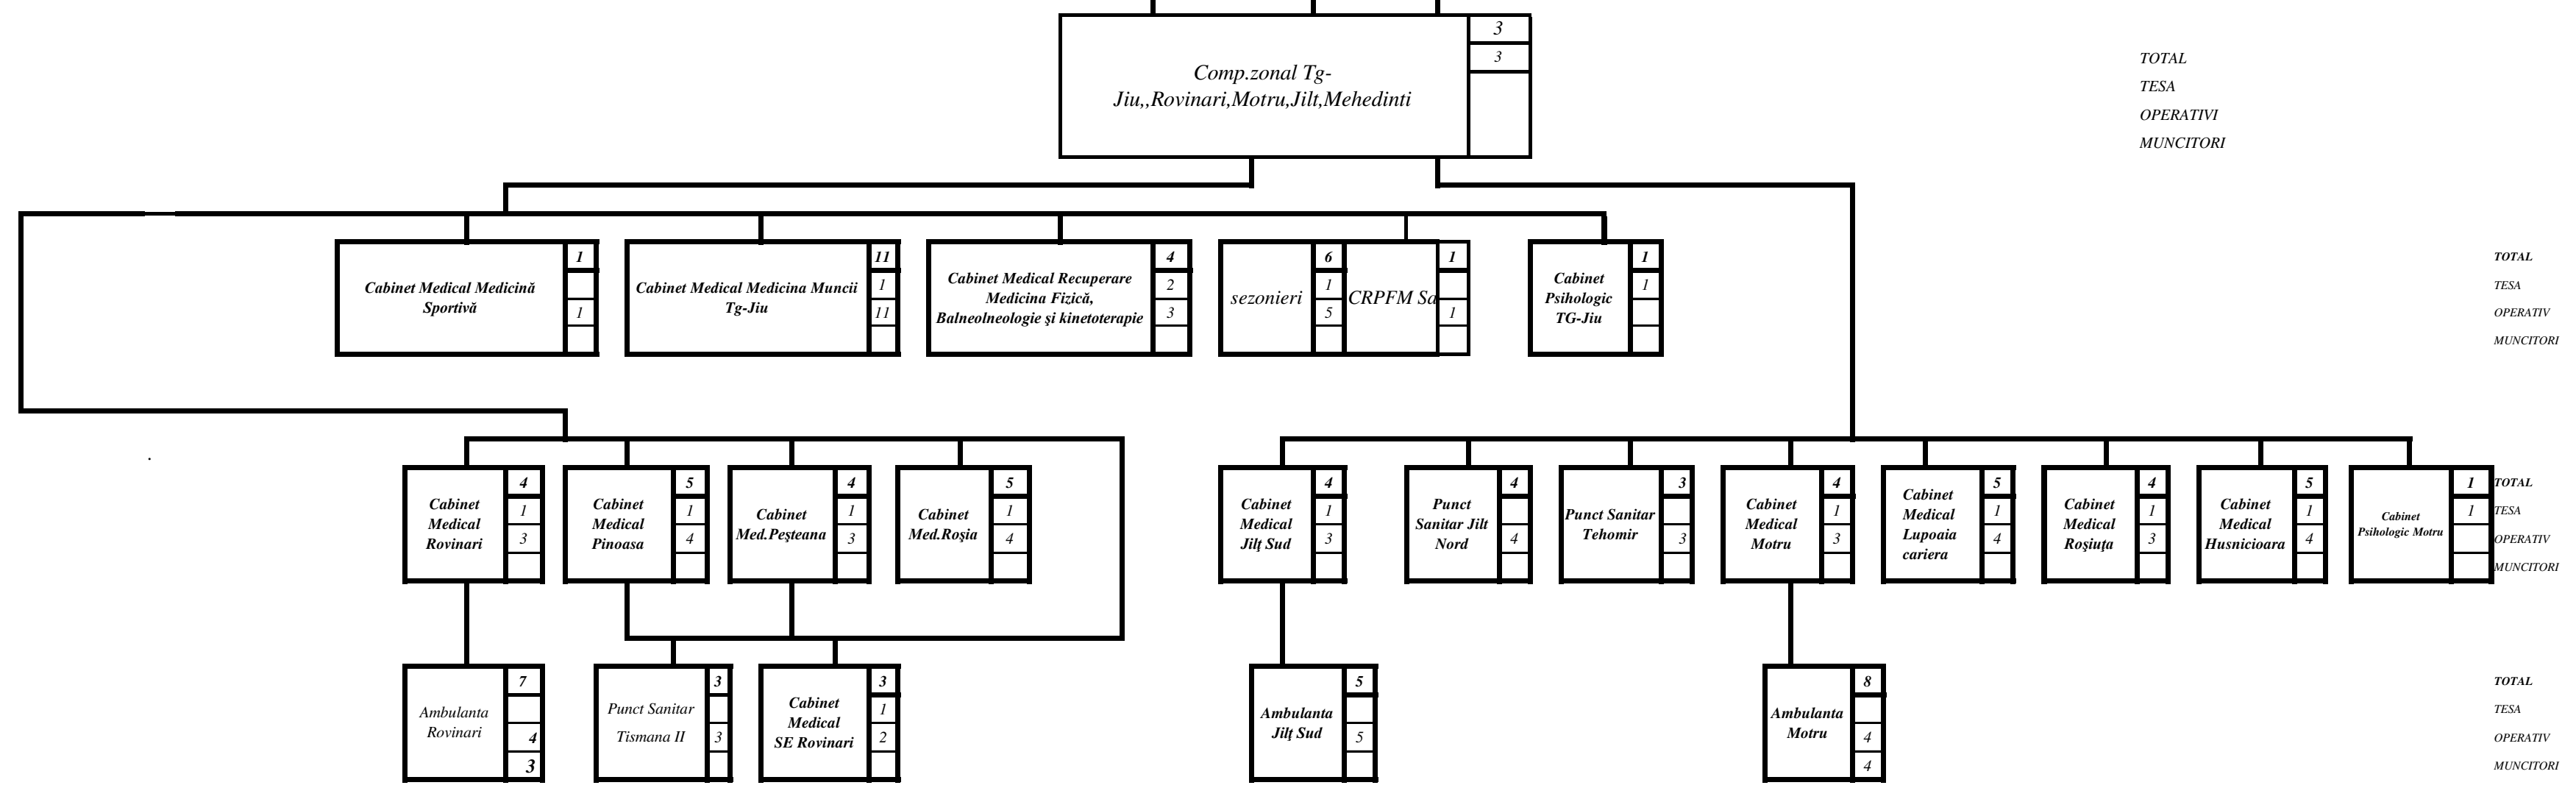 3
3
Comp.zonal Tg-
Jiu,,Rovinari,Motru,Jilt,Mehedinti
TOTAL
TESA
OPERATIVI
MUNCITORI
Cabinet Medical Medicină
Sportivă
1
1
Cabinet Medical Medicina Muncii
Tg-Jiu
11
1
11
Cabinet Medical Recuperare
Medicina Fizică,
Balneolneologie şi kinetoterapie
4
2
3
sezonieri
6
1
5
CRPFM Sa
1
1
Cabinet
Psihologic
TG-Jiu
1
1
TOTAL
TESA
OPERATIV
MUNCITORI
.
Cabinet
Medical
Rovinari
4
1
3
Cabinet
Medical
Pinoasa
5
1
4
Cabinet
Med.Peşteana
4
1
3
Cabinet
Med.Roşia
5
1
4
Cabinet
Medical
Jilţ Sud
4
1
3
Punct
Sanitar Jilt
Nord
4
4
Punct Sanitar
Tehomir
3
3
Cabinet
Medical
Motru
4
1
3
Cabinet
Medical
Lupoaia
cariera
5
1
4
Cabinet
Medical
Roşiuţa
4
1
3
Cabinet
Medical
Husnicioara
5
1
4
Cabinet
Psihologic Motru
1
1
TOTAL
TESA
OPERATIV
MUNCITORI
Ambulanta
Rovinari
7
4
3
Punct Sanitar
Tismana II
3
3
Cabinet
Medical
SE Rovinari
3
1
2
Ambulanta
Jilţ Sud
5
5
Ambulanta
Motru
8
4
4
TOTAL
TESA
OPERATIV
MUNCITORI